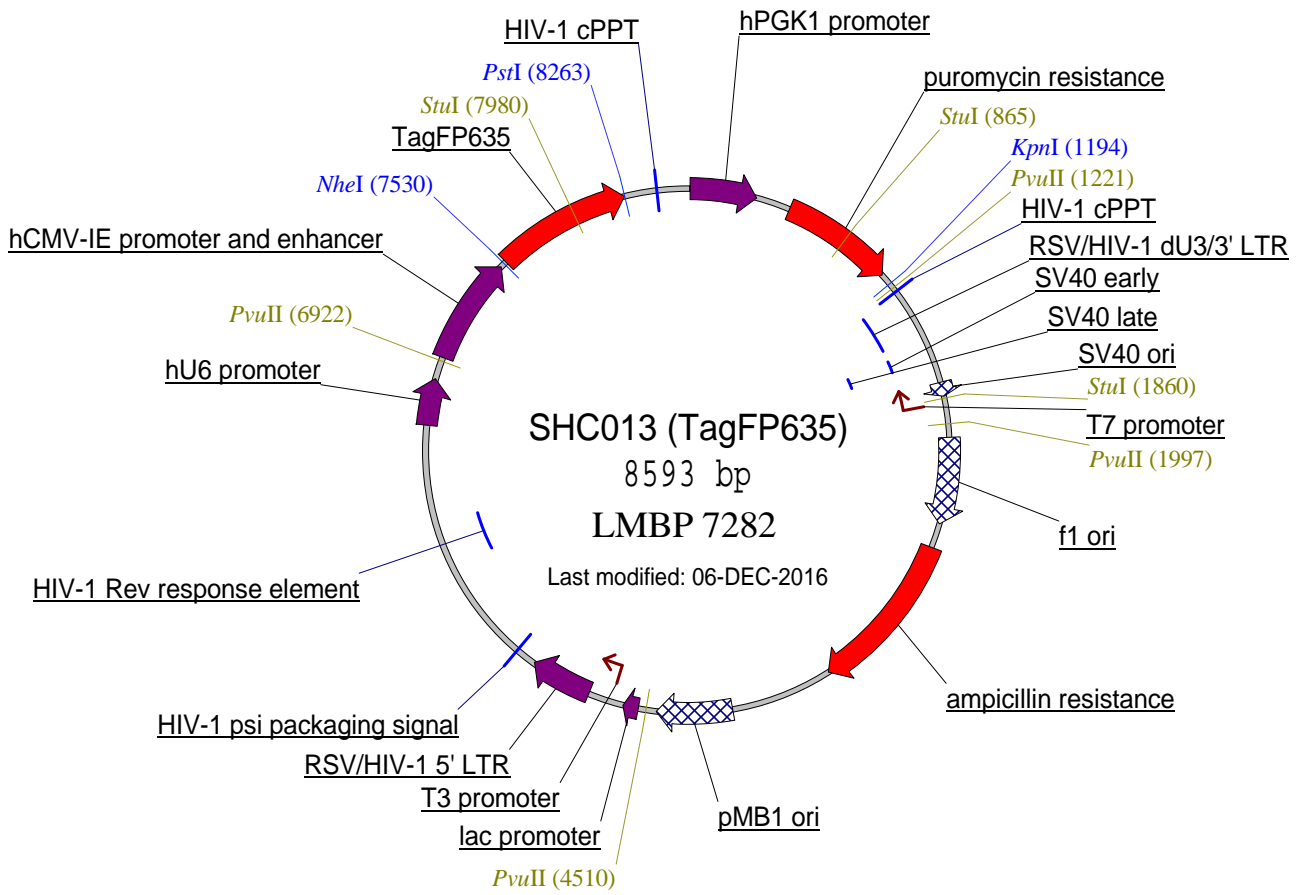 HIV-1 cPPT
hPGK1 promoter
PstI (8263)
puromycin resistance
StuI (7980)
StuI (865)
TagFP635
KpnI (1194)
NheI (7530)
PvuII (1221)
HIV-1 cPPT
hCMV-IE promoter and enhancer
RSV/HIV-1 dU3/3' LTR
SV40 early
PvuII (6922)
SV40 late
SV40 ori
hU6 promoter
StuI (1860)
T7 promoter
PvuII (1997)
SHC013 (TagFP635)
8593 bp
LMBP 7282
Last modified: 06-DEC-2016
f1 ori
HIV-1 Rev response element
ampicillin resistance
HIV-1 psi packaging signal
RSV/HIV-1 5' LTR
T3 promoter
pMB1 ori
lac promoter
PvuII (4510)